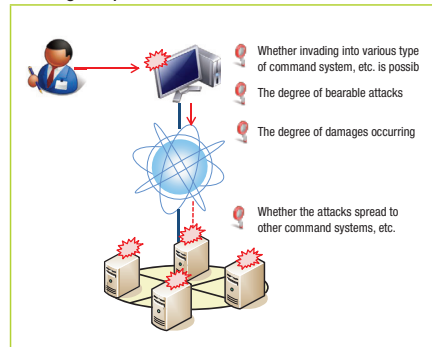 Whether invading into various type
of command system, etc. is possib
The degree of bearable attacks
The degree of damages occurring
Whether the attacks spread to
other command systems, etc.